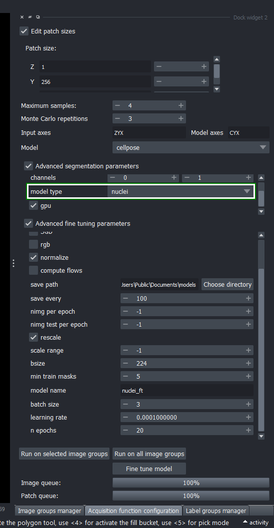 Dock widget 2
Edit patch sizes
Patch size:
Z 1 - +
Y 256 - +
Maximum samples: - 4 +
Monte Carlo repetitions - 3 +
Input axes ZYX Model axes CYX
Model cellpose
Advanced segmentation parameters
channels - 0 + - 1 +
model type nuclei
gpu
Advanced fine tuning parameters
rgb
normalize
compute flows
save path /sers\Public\Documents\models Choose directory
save every - 100 +
nimg per epoch - -1 +
nimg test per epoch - -1 +
rescale
scale range - -1 +
bsize - 224 +
min train masks - 5 +
model name nuclei_ft
batch size - 3 +
learning rate - 0.0001000000 +
n epochs - 20 +
Run on selected image groups Run on all image groups
Fine tune model
Image queue: 100%
Patch queue: 100%
Image groups manager Acquisition function configuration Label groups manager
te the polygon tool, use <4> for activate the fill bucket, use <5> for pick mode activity